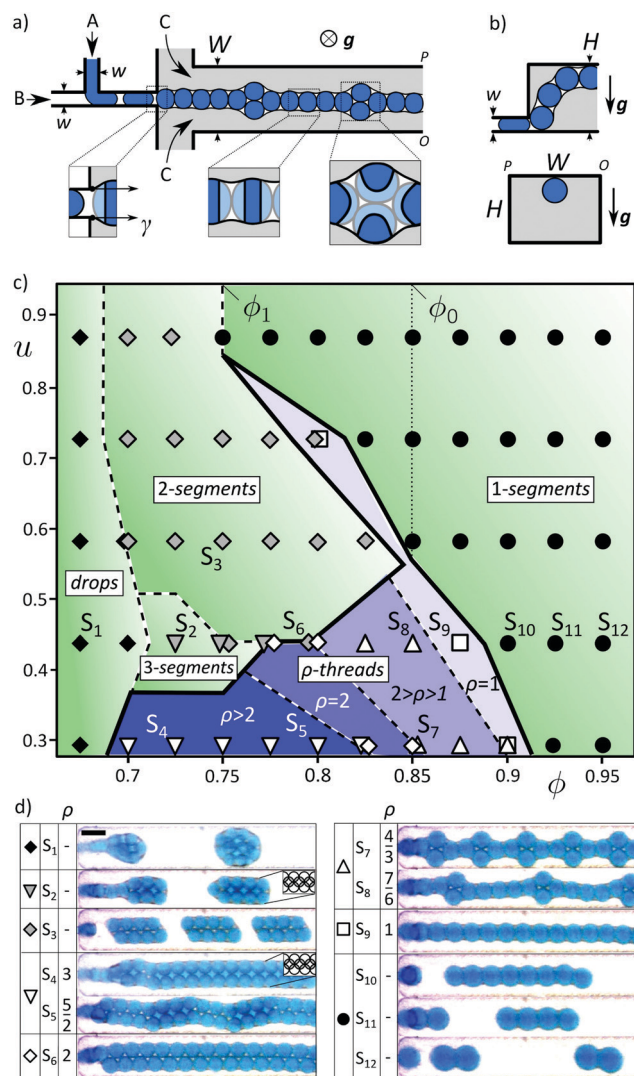 a)
A
C
W
g
P
w
B
w
C
O
γ
b)
H
w
g
P
W
O
H
g
c)
ϕ₁
ϕ₀
0.9
u
0.8
0.7
0.6
0.5
0.4
0.3
2-segments
1-segments
S₃
drops
S₁
S₂
S₆
S₈
S₉
S₁₀
S₁₁
S₁₂
3-segments
ρ-threads
ρ=1
2>ρ>1
ρ=2
ρ>2
S₄
S₅
S₇
0.7
0.75
0.8
0.85
0.9
0.95
ϕ
d)
ρ
S₁ -
S₂ -
S₃ -
S₄ 3
S₅ 5/2
S₆ 2
ρ
S₇ 4/3
S₈ 7/6
S₉ 1
S₁₀ -
S₁₁ -
S₁₂ -